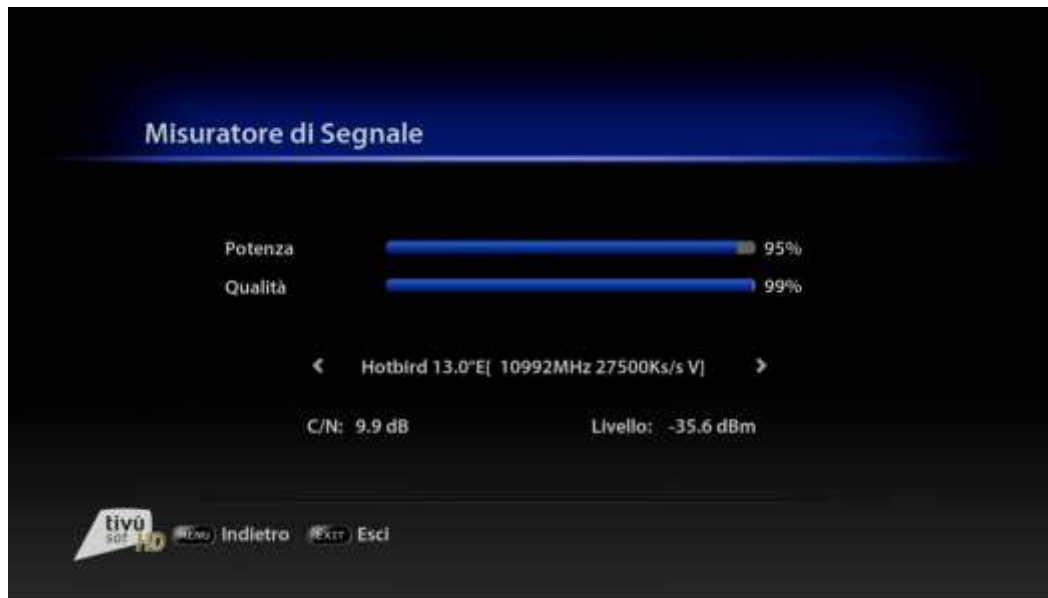 Misuratore di Segnale
Potenza 95%
Qualità 99%
Hotbird 13.0°E[ 10992MHz 27500Ks/s V]
C/N: 9.9 dB Livello: -35.6 dBm
tivù
sat HD
MENU Indietro EXIT Esci